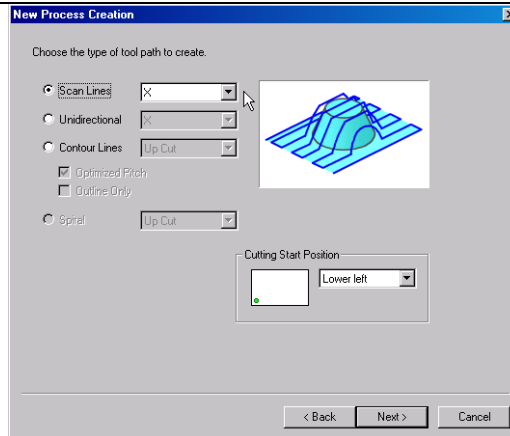 New Process Creation
Choose the type of tool path to create.
Scan Lines X
Unidirectional X
Contour Lines Up Cut
Optimized Pitch
Outline Only
Spiral Up Cut
Cutting Start Position
Lower left
< Back Next > Cancel